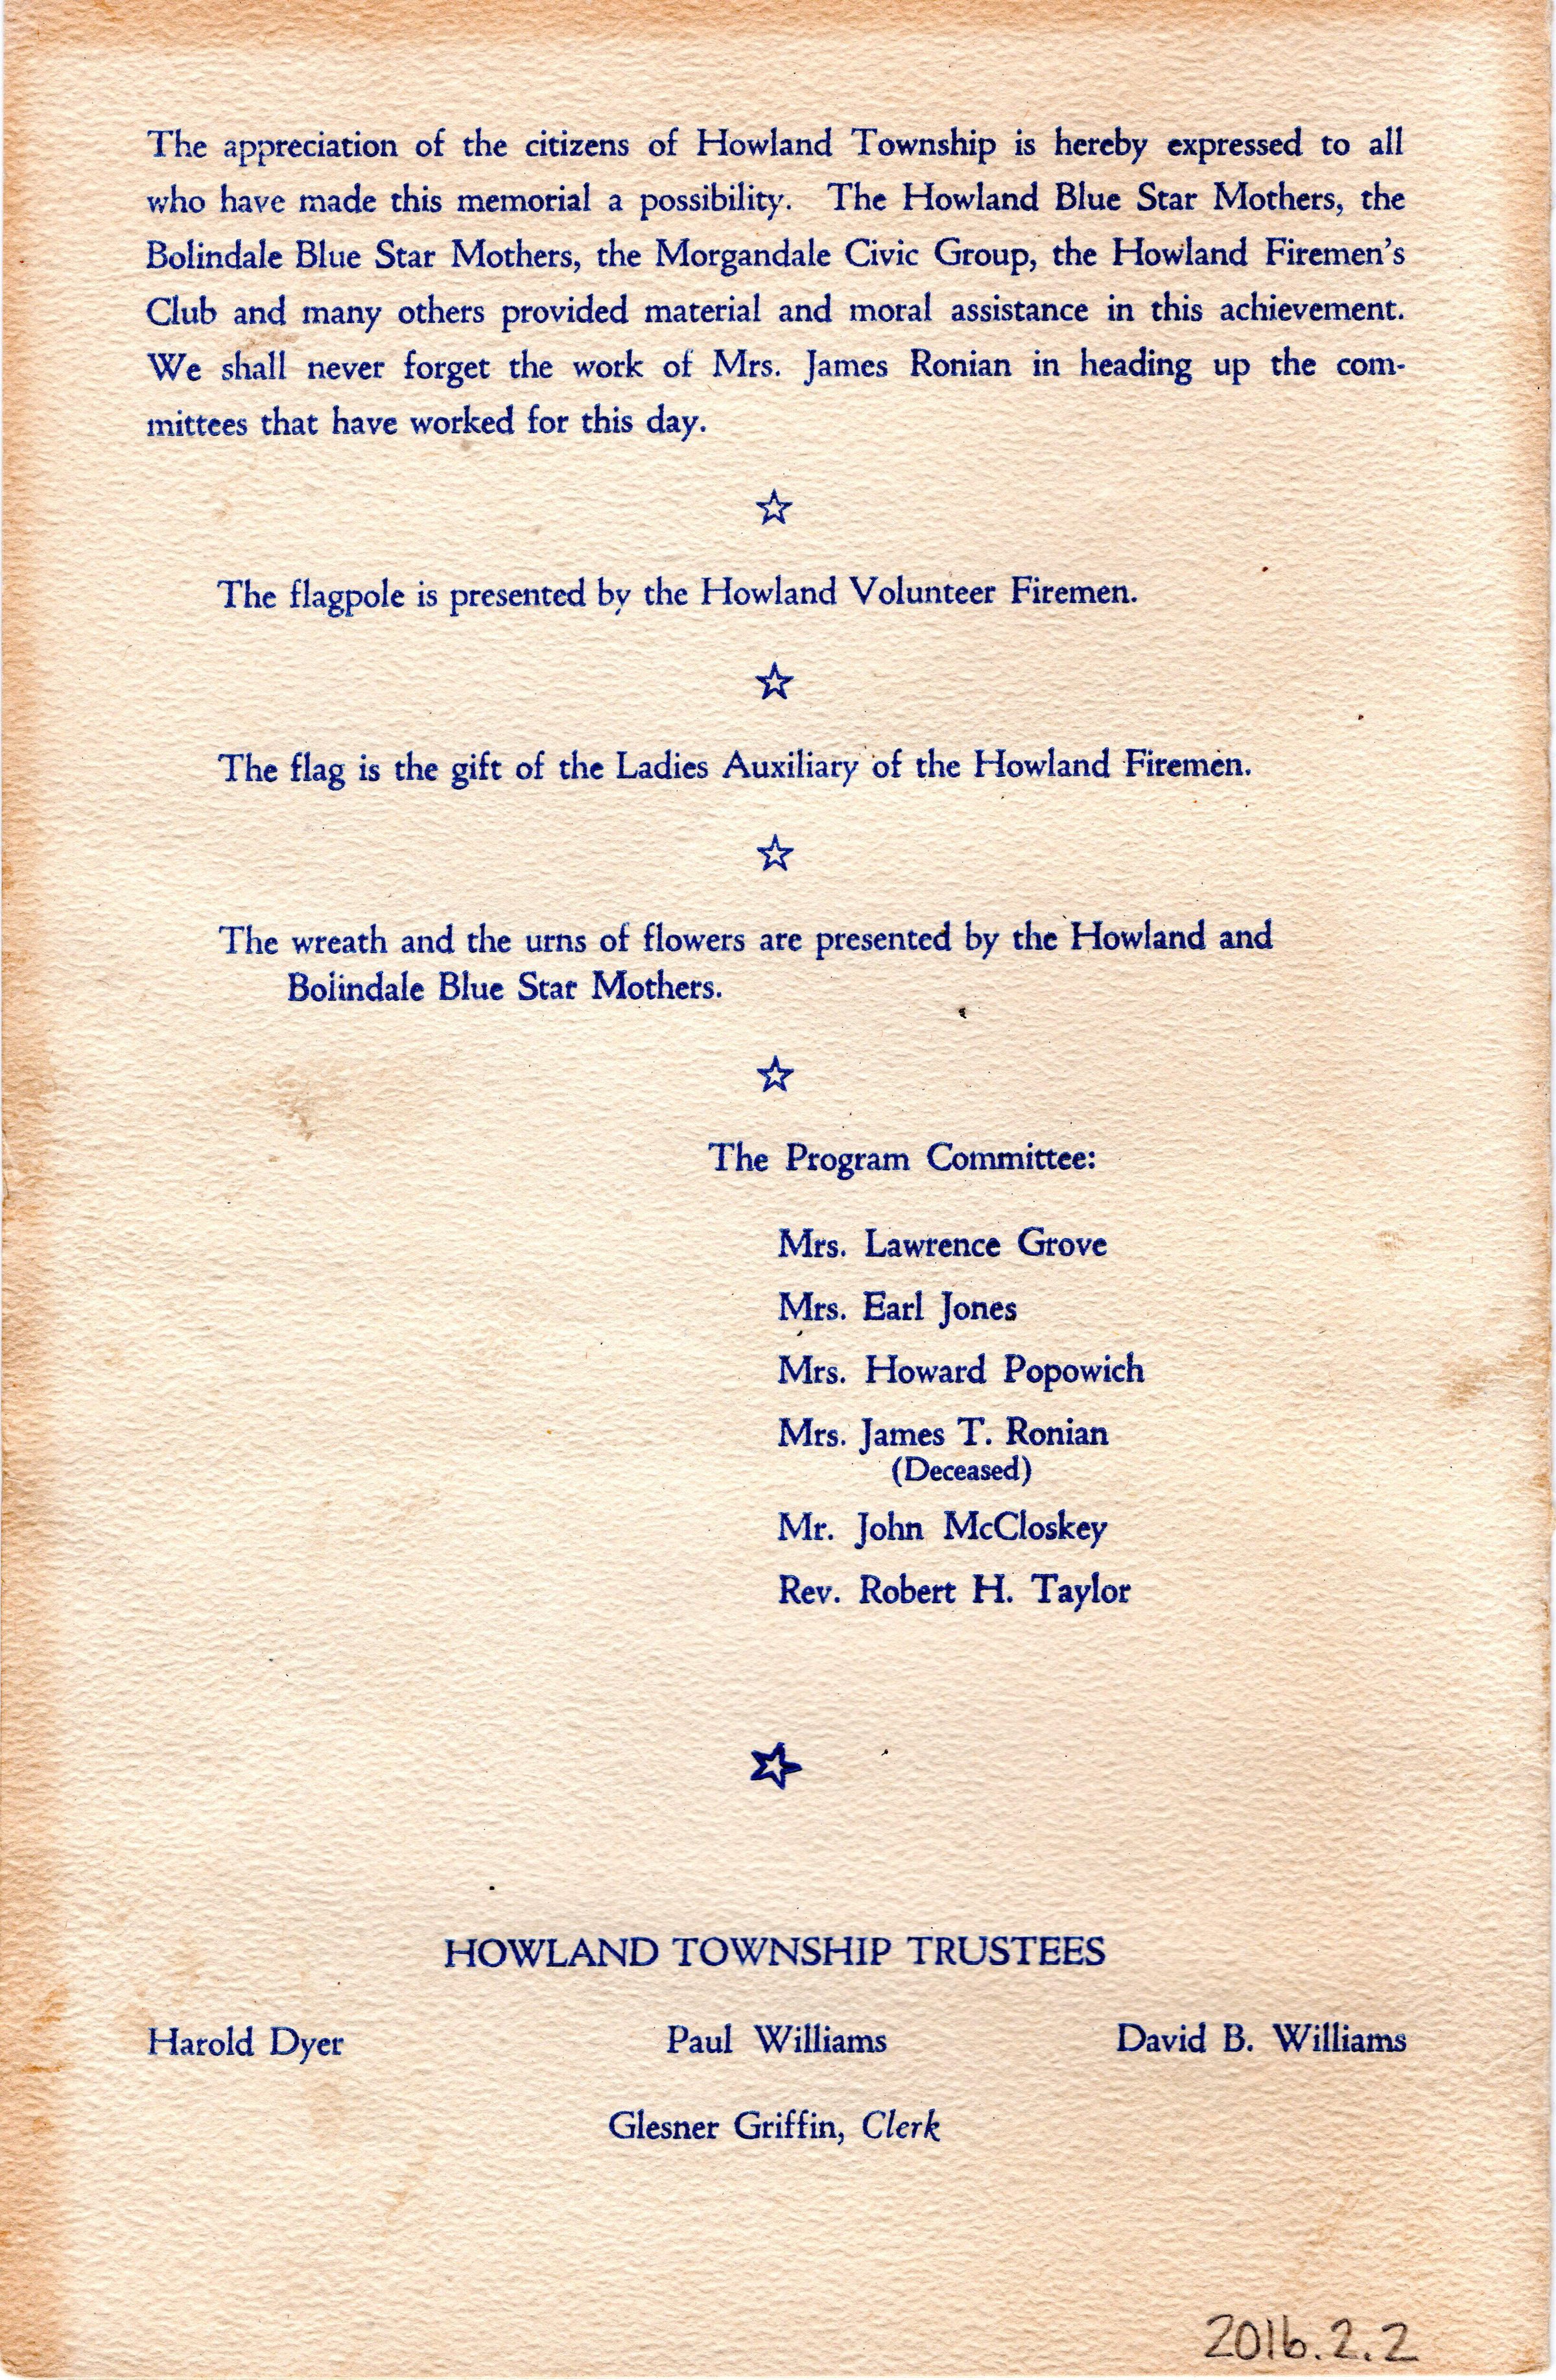 The appreciation of the citizens of Howland Township is hereby expressed to all
who have made this memorial a possibility. The Howland Blue Star Mothers, the
Bolindale Blue Star Mothers, the Morgandale Civic Group, the Howland Firemen's
Club and many others provided material and moral assistance in this achievement.
We shall never forget the work of Mrs. James Ronian in heading up the com-
mittees that have worked for this day.
The flagpole is presented by the Howland Volunteer Firemen.
The flag is the gift of the Ladies Auxiliary of the Howland Firemen.
The wreath and the urns of flowers are presented by the Howland and
Bolindale Blue Star Mothers.
The Program Committee:
Mrs. Lawrence Grove
Mrs. Earl Jones
Mrs. Howard Popowich
Mrs. James T. Ronian
(Deceased)
Mr. John McCloskey
Rev. Robert H. Taylor
HOWLAND TOWNSHIP TRUSTEES
Harold Dyer Paul Williams David B. Williams
Glesner Griffin, Clerk
2016.2.2